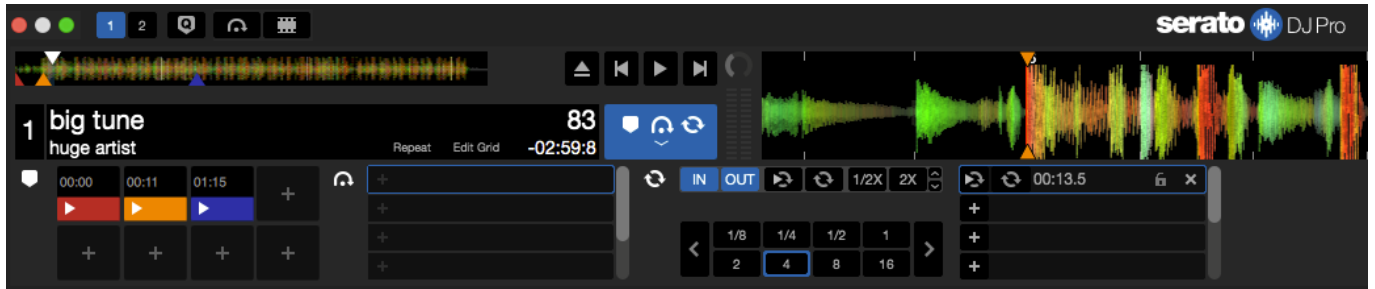 1 2 serato DJ Pro
1 big tune 83
huge artist Repeat Edit Grid -02:59:8
00:00 00:11 01:15 + + IN OUT 1/2X 2X 00:13.5
+ +
+ + + + + 1/8 1/4 1/2 1 +
+ 2 4 8 16 +